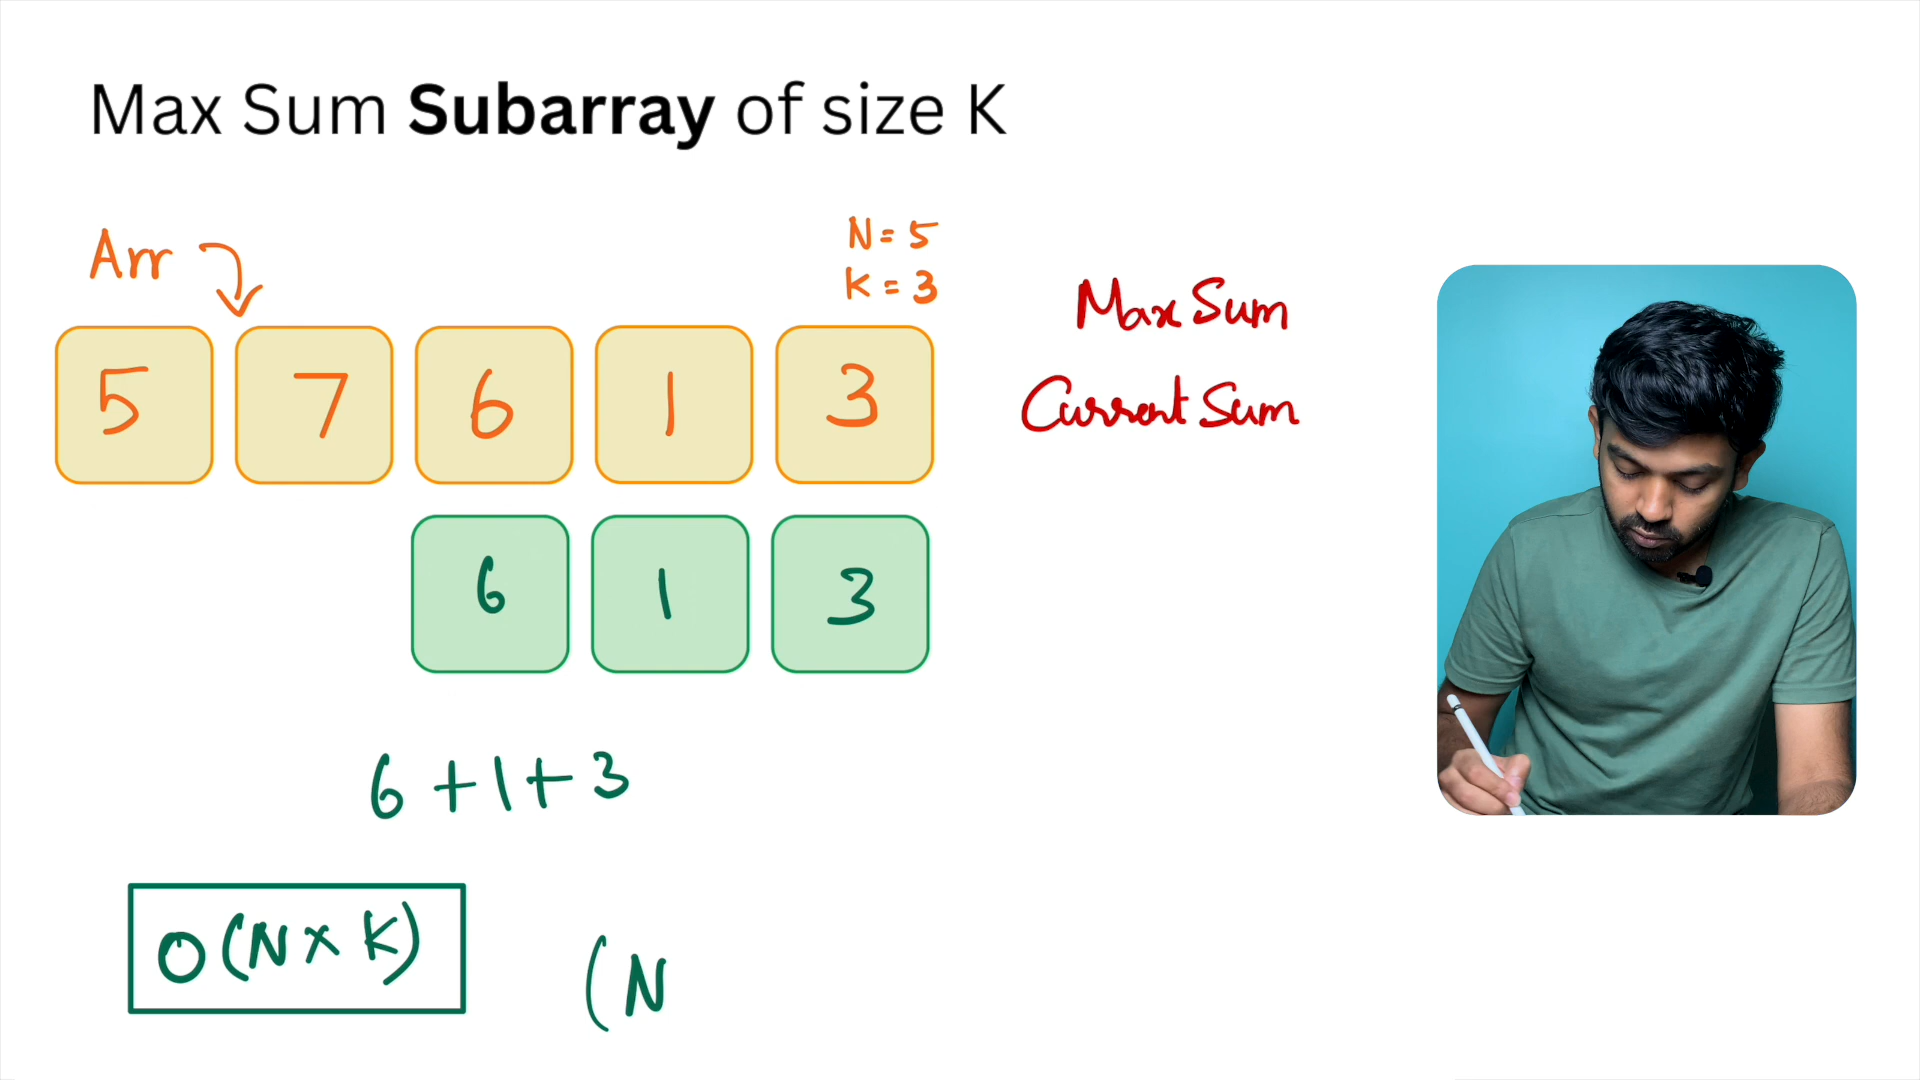 Max Sum Subarray of size K
Arr
N = 5
K = 3
5 7 6 1 3
Max Sum
Current Sum
6 1 3
6 + 1 + 3
O(N x K)
(N